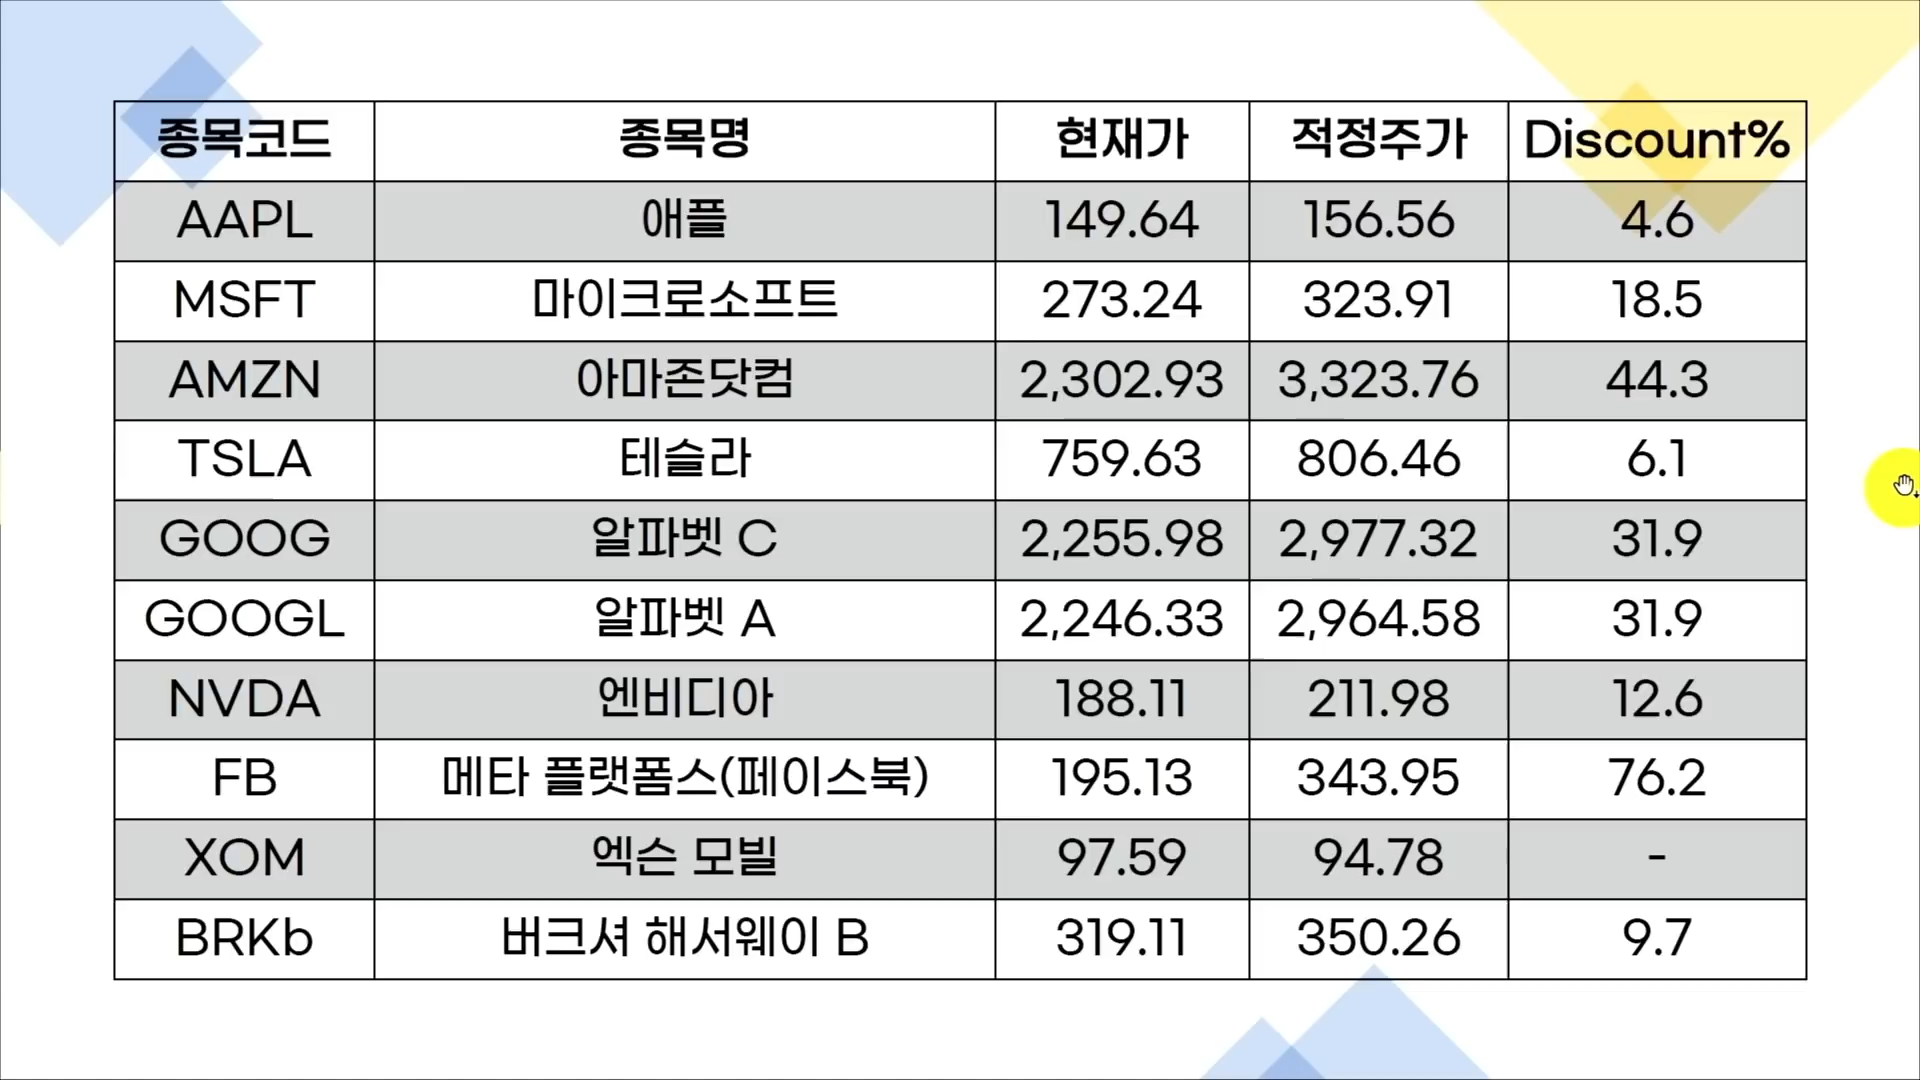 종목코드 종목명 현재가 적정주가 Discount%
AAPL 애플 149.64 156.56 4.6
MSFT 마이크로소프트 273.24 323.91 18.5
AMZN 아마존닷컴 2,302.93 3,323.76 44.3
TSLA 테슬라 759.63 806.46 6.1
GOOG 알파벳 C 2,255.98 2,977.32 31.9
GOOGL 알파벳 A 2,246.33 2,964.58 31.9
NVDA 엔비디아 188.11 211.98 12.6
FB 메타 플랫폼스(페이스북) 195.13 343.95 76.2
XOM 엑슨 모빌 97.59 94.78 -
BRKb 버크셔 해서웨이 B 319.11 350.26 9.7